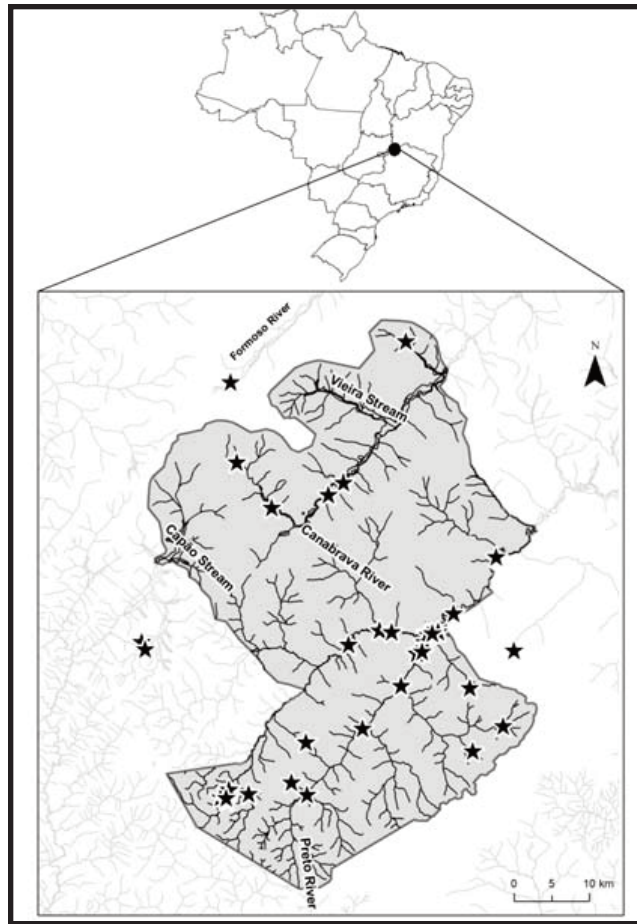 Formoso River
N
Vieira Stream
Canabrava River
Capão Stream
Preto River
0 5 10 km